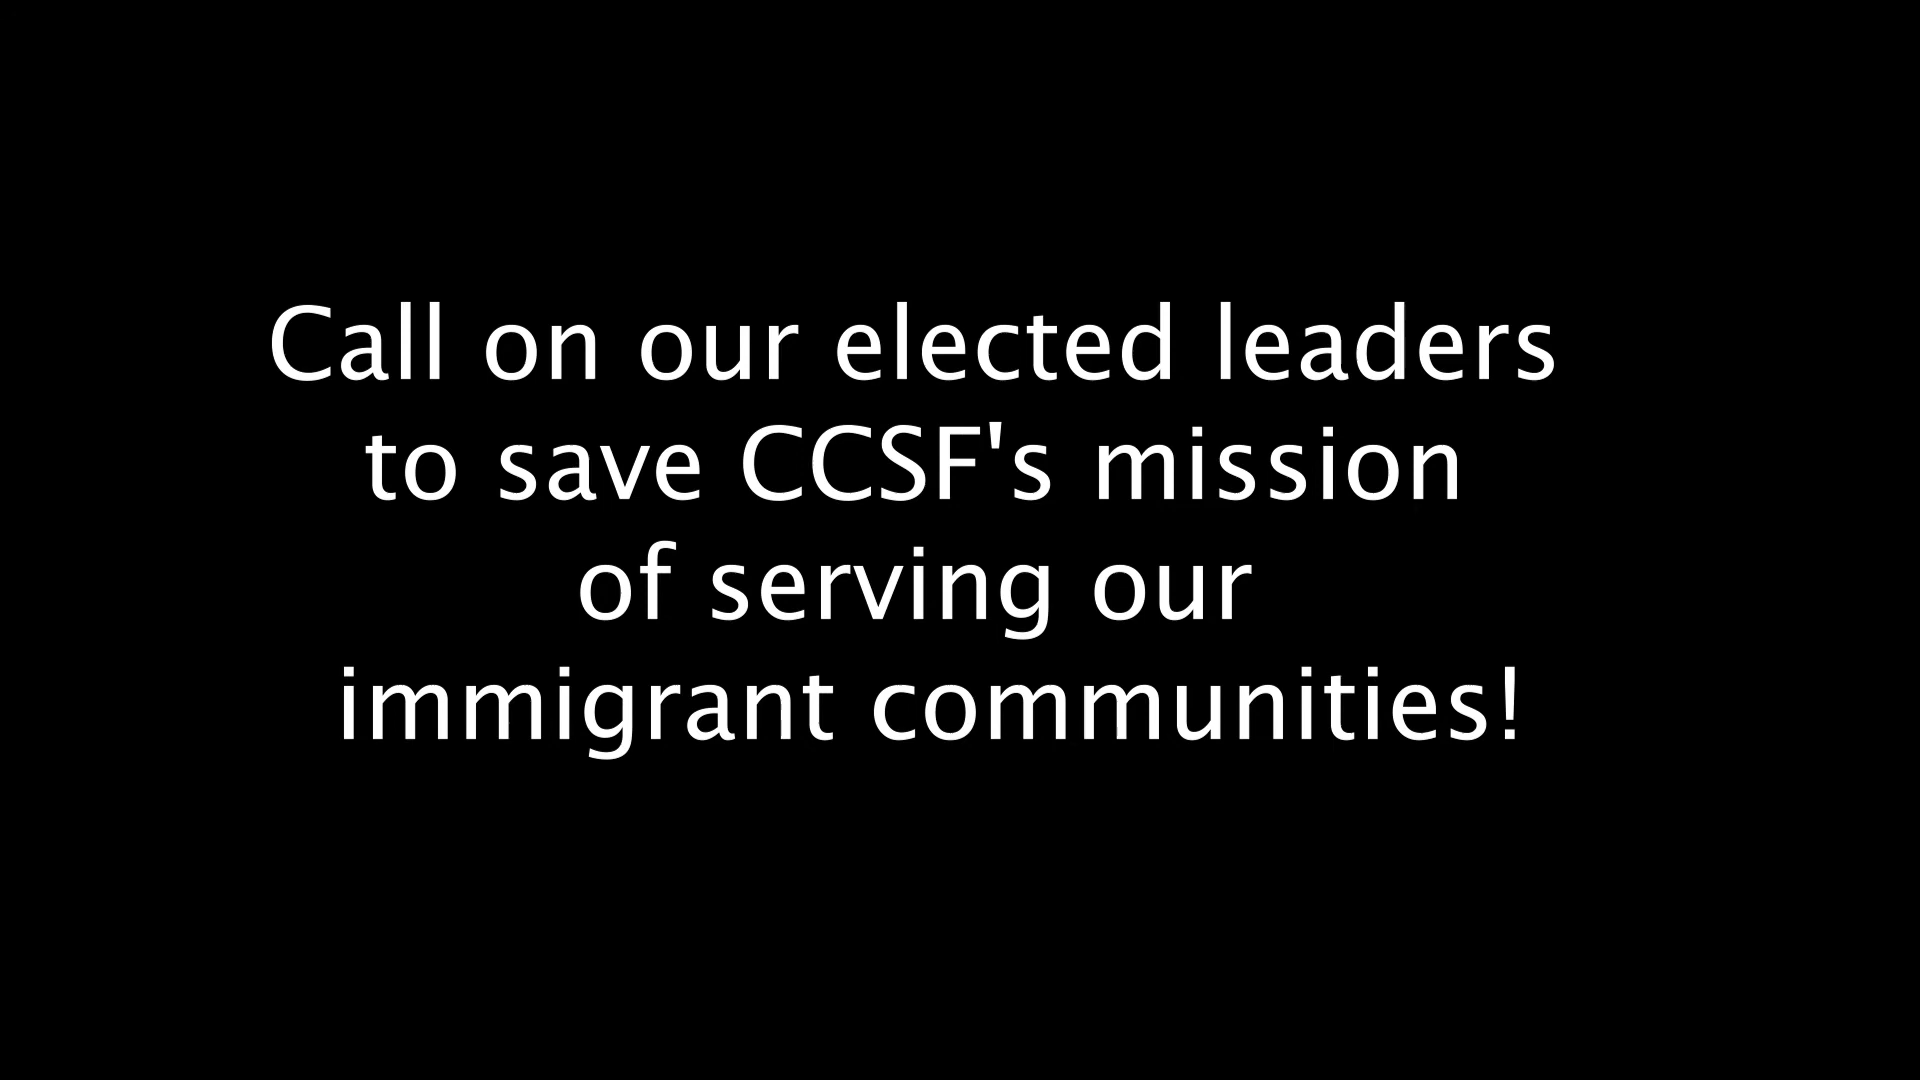 Call on our elected leaders
to save CCSF's mission
of serving our
immigrant communities!